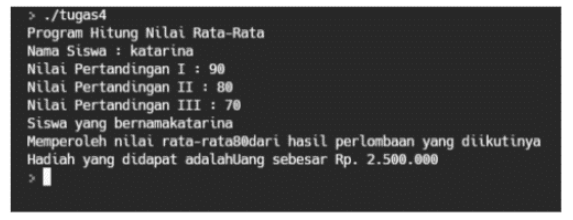 > ./tugas4
Program Hitung Nilai Rata-Rata
Nama Siswa : katarina
Nilai Pertandingan I : 90
Nilai Pertandingan II : 80
Nilai Pertandingan III : 70
Siswa yang bernamakatarina
Memperoleh nilai rata-rata80dari hasil perlombaan yang diikutinya
Hadiah yang didapat adalahUang sebesar Rp. 2.500.000
>